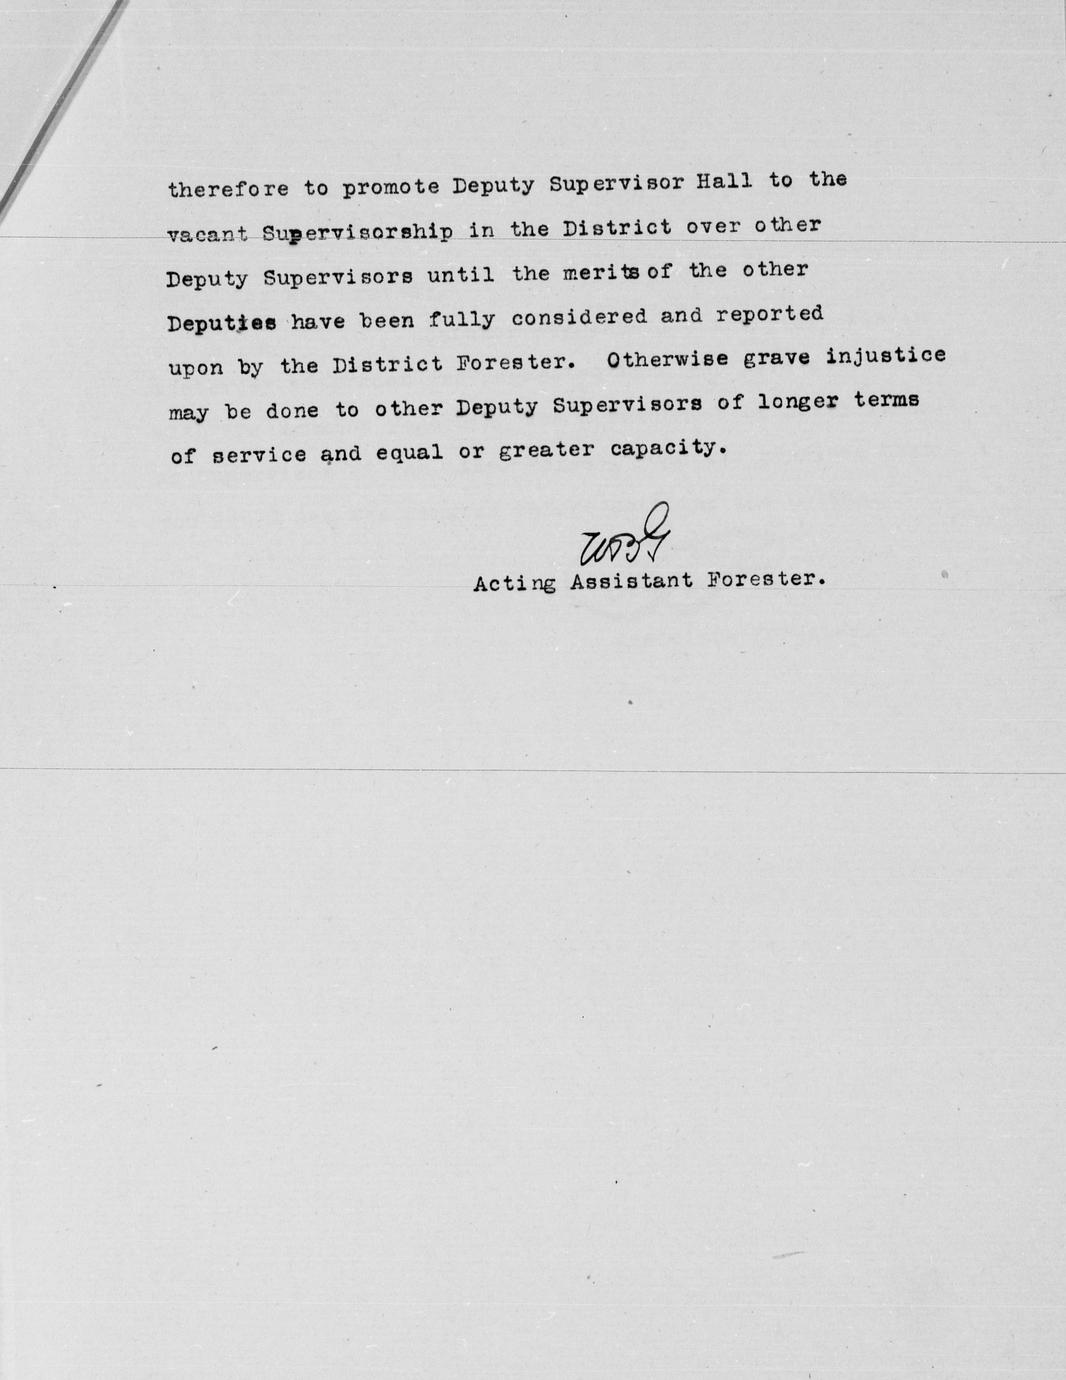 therefore to promote Deputy Supervisor Hall to the
vacant Supervisorship in the District over other
Deputy Supervisors until the merits of the other
Deputies have been fully considered and reported
upon by the District Forester.  Otherwise grave injustice
may be done to other Deputy Supervisors of longer terms
of service and equal or greater capacity.
WBG
Acting Assistant Forester.